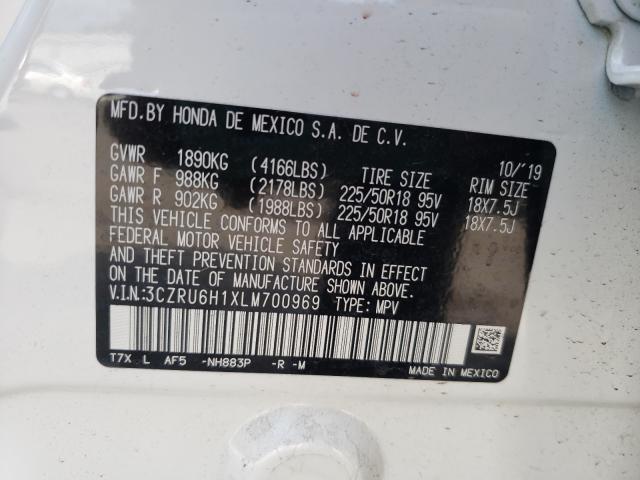 MFD.BY HONDA DE MEXICO S.A. DE C.V.
10/'19
GVWR 1890KG (4166LBS) TIRE SIZE RIM SIZE
GAWR F 988KG (2178LBS) 225/50R18 95V 18X7.5J
GAWR R 902KG (1988LBS) 225/50R18 95V 18X7.5J
THIS VEHICLE CONFORMS TO ALL APPLICABLE
FEDERAL MOTOR VEHICLE SAFETY
AND THEFT PREVENTION STANDARDS IN EFFECT
ON THE DATE OF MANUFACTURE SHOWN ABOVE.
V.I.N.:3CZRU6H1XLM700969 TYPE: MPV
T7X L AF5 -NH883P -R -M
MADE IN MEXICO